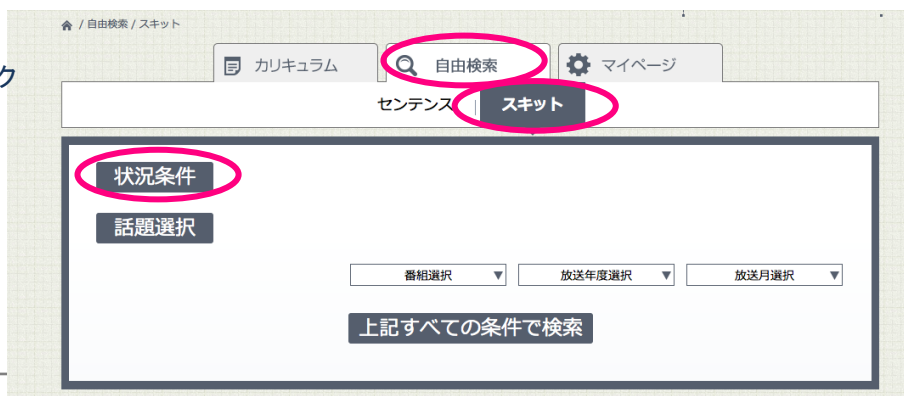 / 自由検索 / スキット
ク
カリキュラム 自由検索 マイページ
センテンス | スキット
状況条件
話題選択
番組選択 ▼ 放送年度選択 ▼ 放送月選択 ▼
上記すべての条件で検索